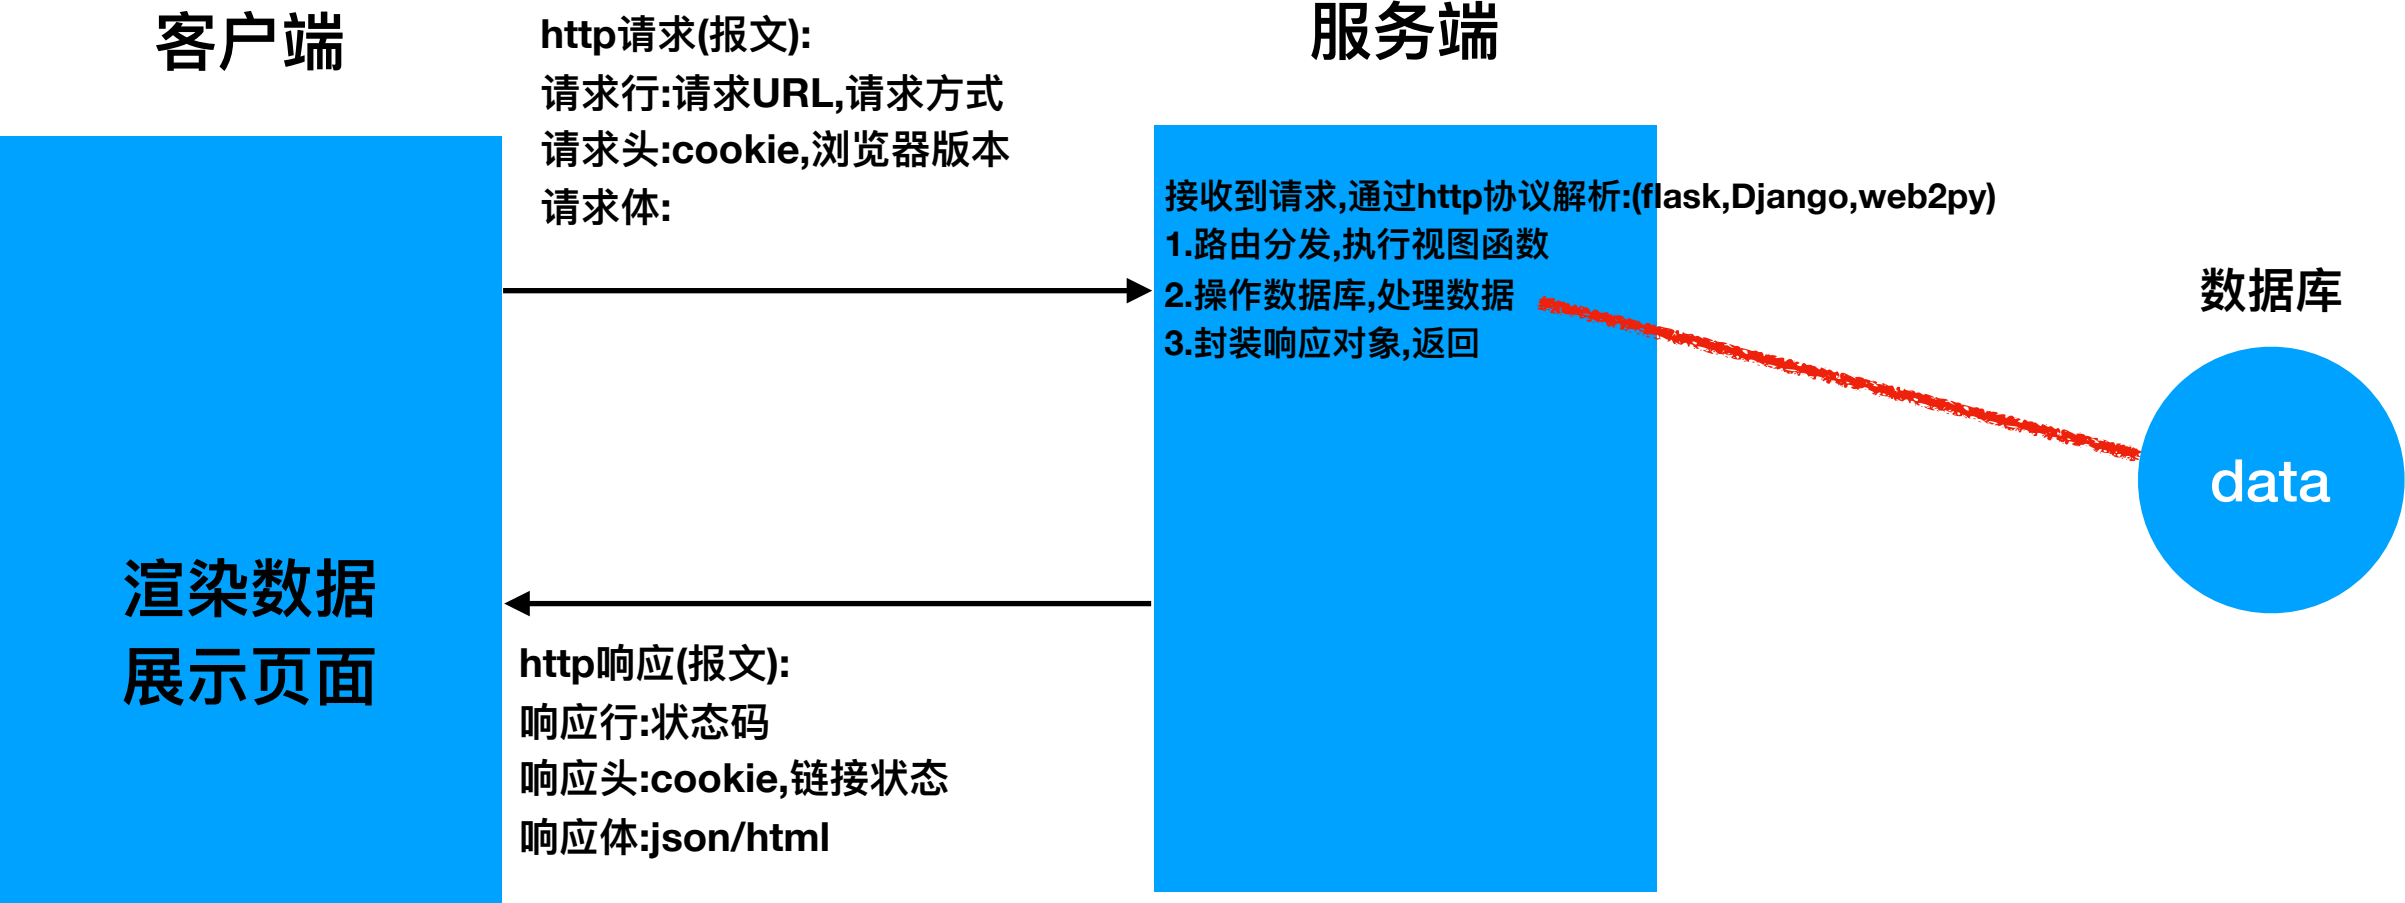 客户端
http请求(报文):
请求行:请求URL,请求方式
请求头:cookie,浏览器版本
请求体:
服务端
接收到请求,通过http协议解析:(flask,Django,web2py)
1.路由分发,执行视图函数
2.操作数据库,处理数据
3.封装响应对象,返回
数据库
data
渲染数据
展示页面
http响应(报文):
响应行:状态码
响应头:cookie,链接状态
响应体:json/html